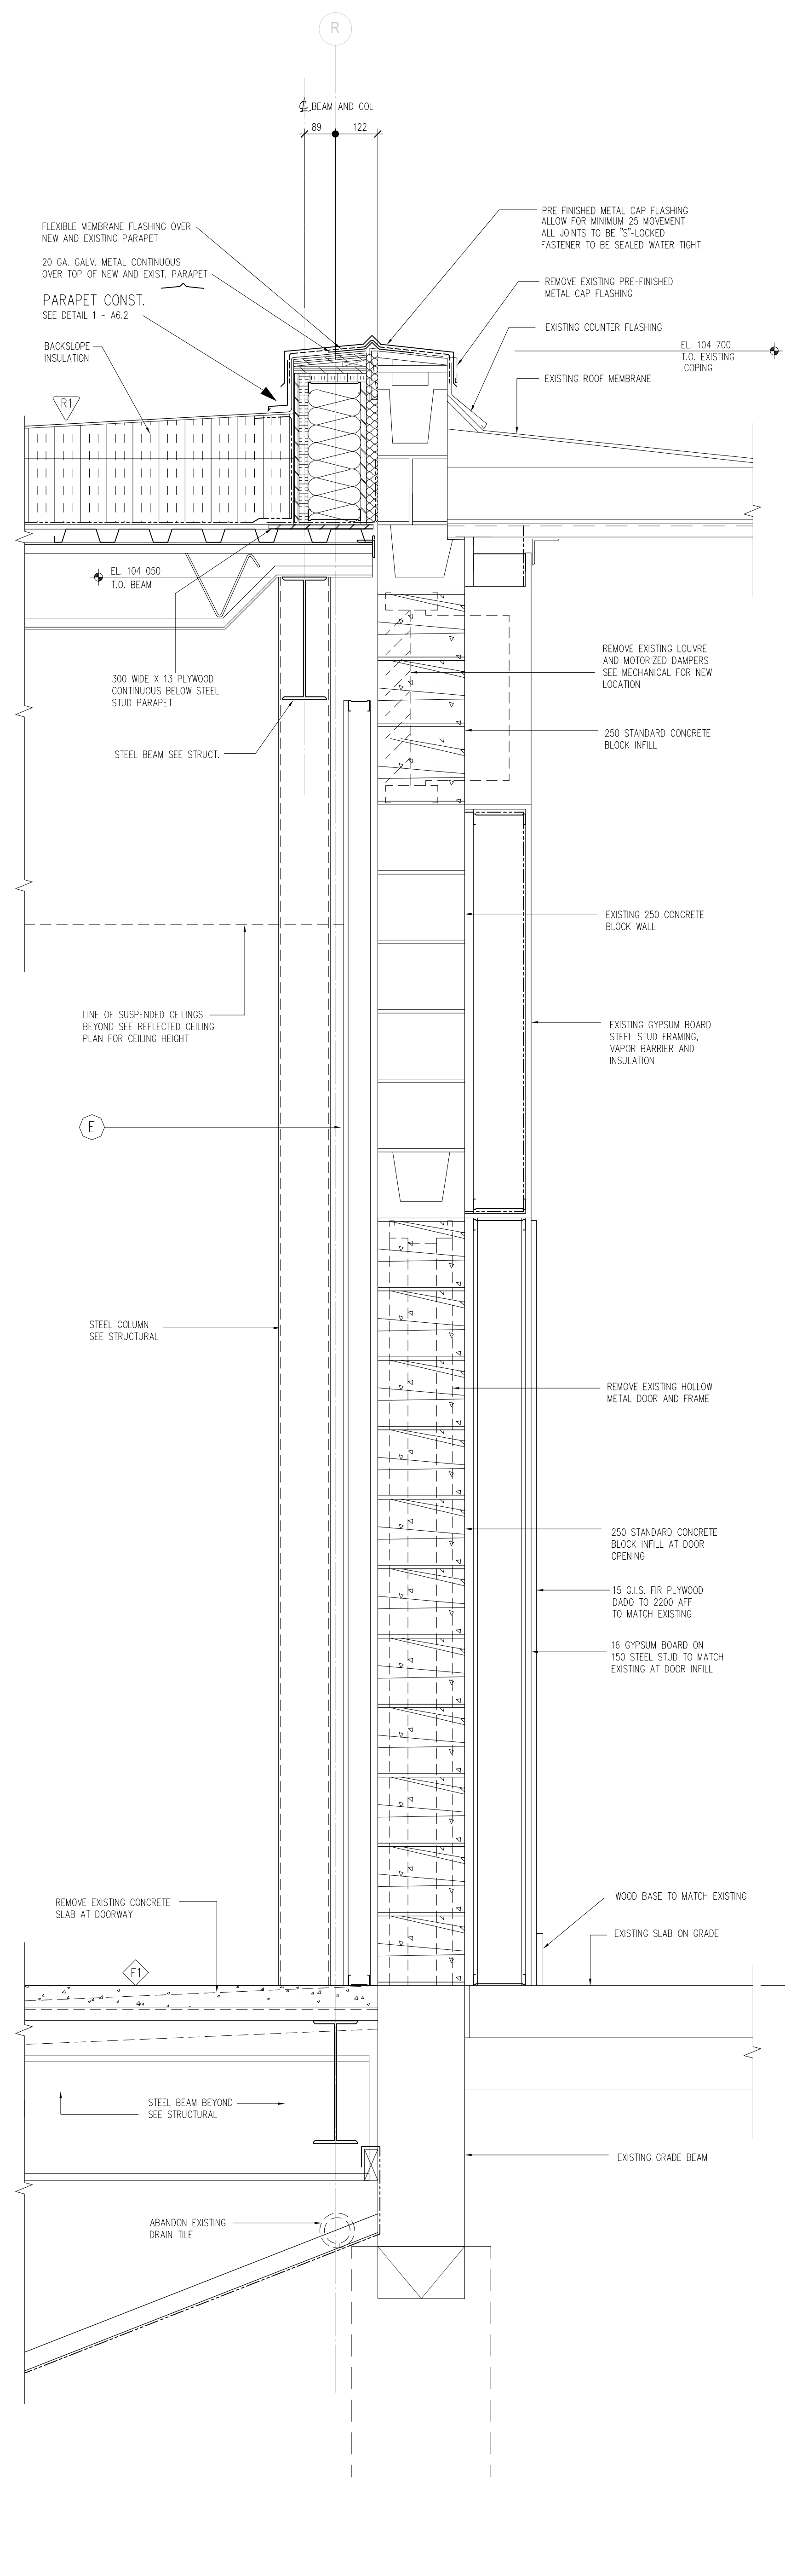 R
℄ BEAM AND COL
89
122
FLEXIBLE MEMBRANE FLASHING OVER
NEW AND EXISTING PARAPET
20 GA. GALV. METAL CONTINUOUS
OVER TOP OF NEW AND EXIST. PARAPET
PARAPET CONST.
SEE DETAIL 1 - A6.2
BACKSLOPE
INSULATION
R1
PRE-FINISHED METAL CAP FLASHING
ALLOW FOR MINIMUM 25 MOVEMENT
ALL JOINTS TO BE "S"-LOCKED
FASTENER TO BE SEALED WATER TIGHT
REMOVE EXISTING PRE-FINISHED
METAL CAP FLASHING
EXISTING COUNTER FLASHING
EL. 104 700
T.O. EXISTING
COPING
EXISTING ROOF MEMBRANE
EL. 104 050
T.O. BEAM
300 WIDE X 13 PLYWOOD
CONTINUOUS BELOW STEEL
STUD PARAPET
STEEL BEAM SEE STRUCT.
REMOVE EXISTING LOUVRE
AND MOTORIZED DAMPERS
SEE MECHANICAL FOR NEW
LOCATION
250 STANDARD CONCRETE
BLOCK INFILL
EXISTING 250 CONCRETE
BLOCK WALL
LINE OF SUSPENDED CEILINGS
BEYOND SEE REFLECTED CEILING
PLAN FOR CEILING HEIGHT
EXISTING GYPSUM BOARD
STEEL STUD FRAMING,
VAPOR BARRIER AND
INSULATION
E
STEEL COLUMN
SEE STRUCTURAL
REMOVE EXISTING HOLLOW
METAL DOOR AND FRAME
250 STANDARD CONCRETE
BLOCK INFILL AT DOOR
OPENING
15 G.I.S. FIR PLYWOOD
DADO TO 2200 AFF
TO MATCH EXISTING
16 GYPSUM BOARD ON
150 STEEL STUD TO MATCH
EXISTING AT DOOR INFILL
REMOVE EXISTING CONCRETE
SLAB AT DOORWAY
WOOD BASE TO MATCH EXISTING
EXISTING SLAB ON GRADE
F1
STEEL BEAM BEYOND
SEE STRUCTURAL
EXISTING GRADE BEAM
ABANDON EXISTING
DRAIN TILE